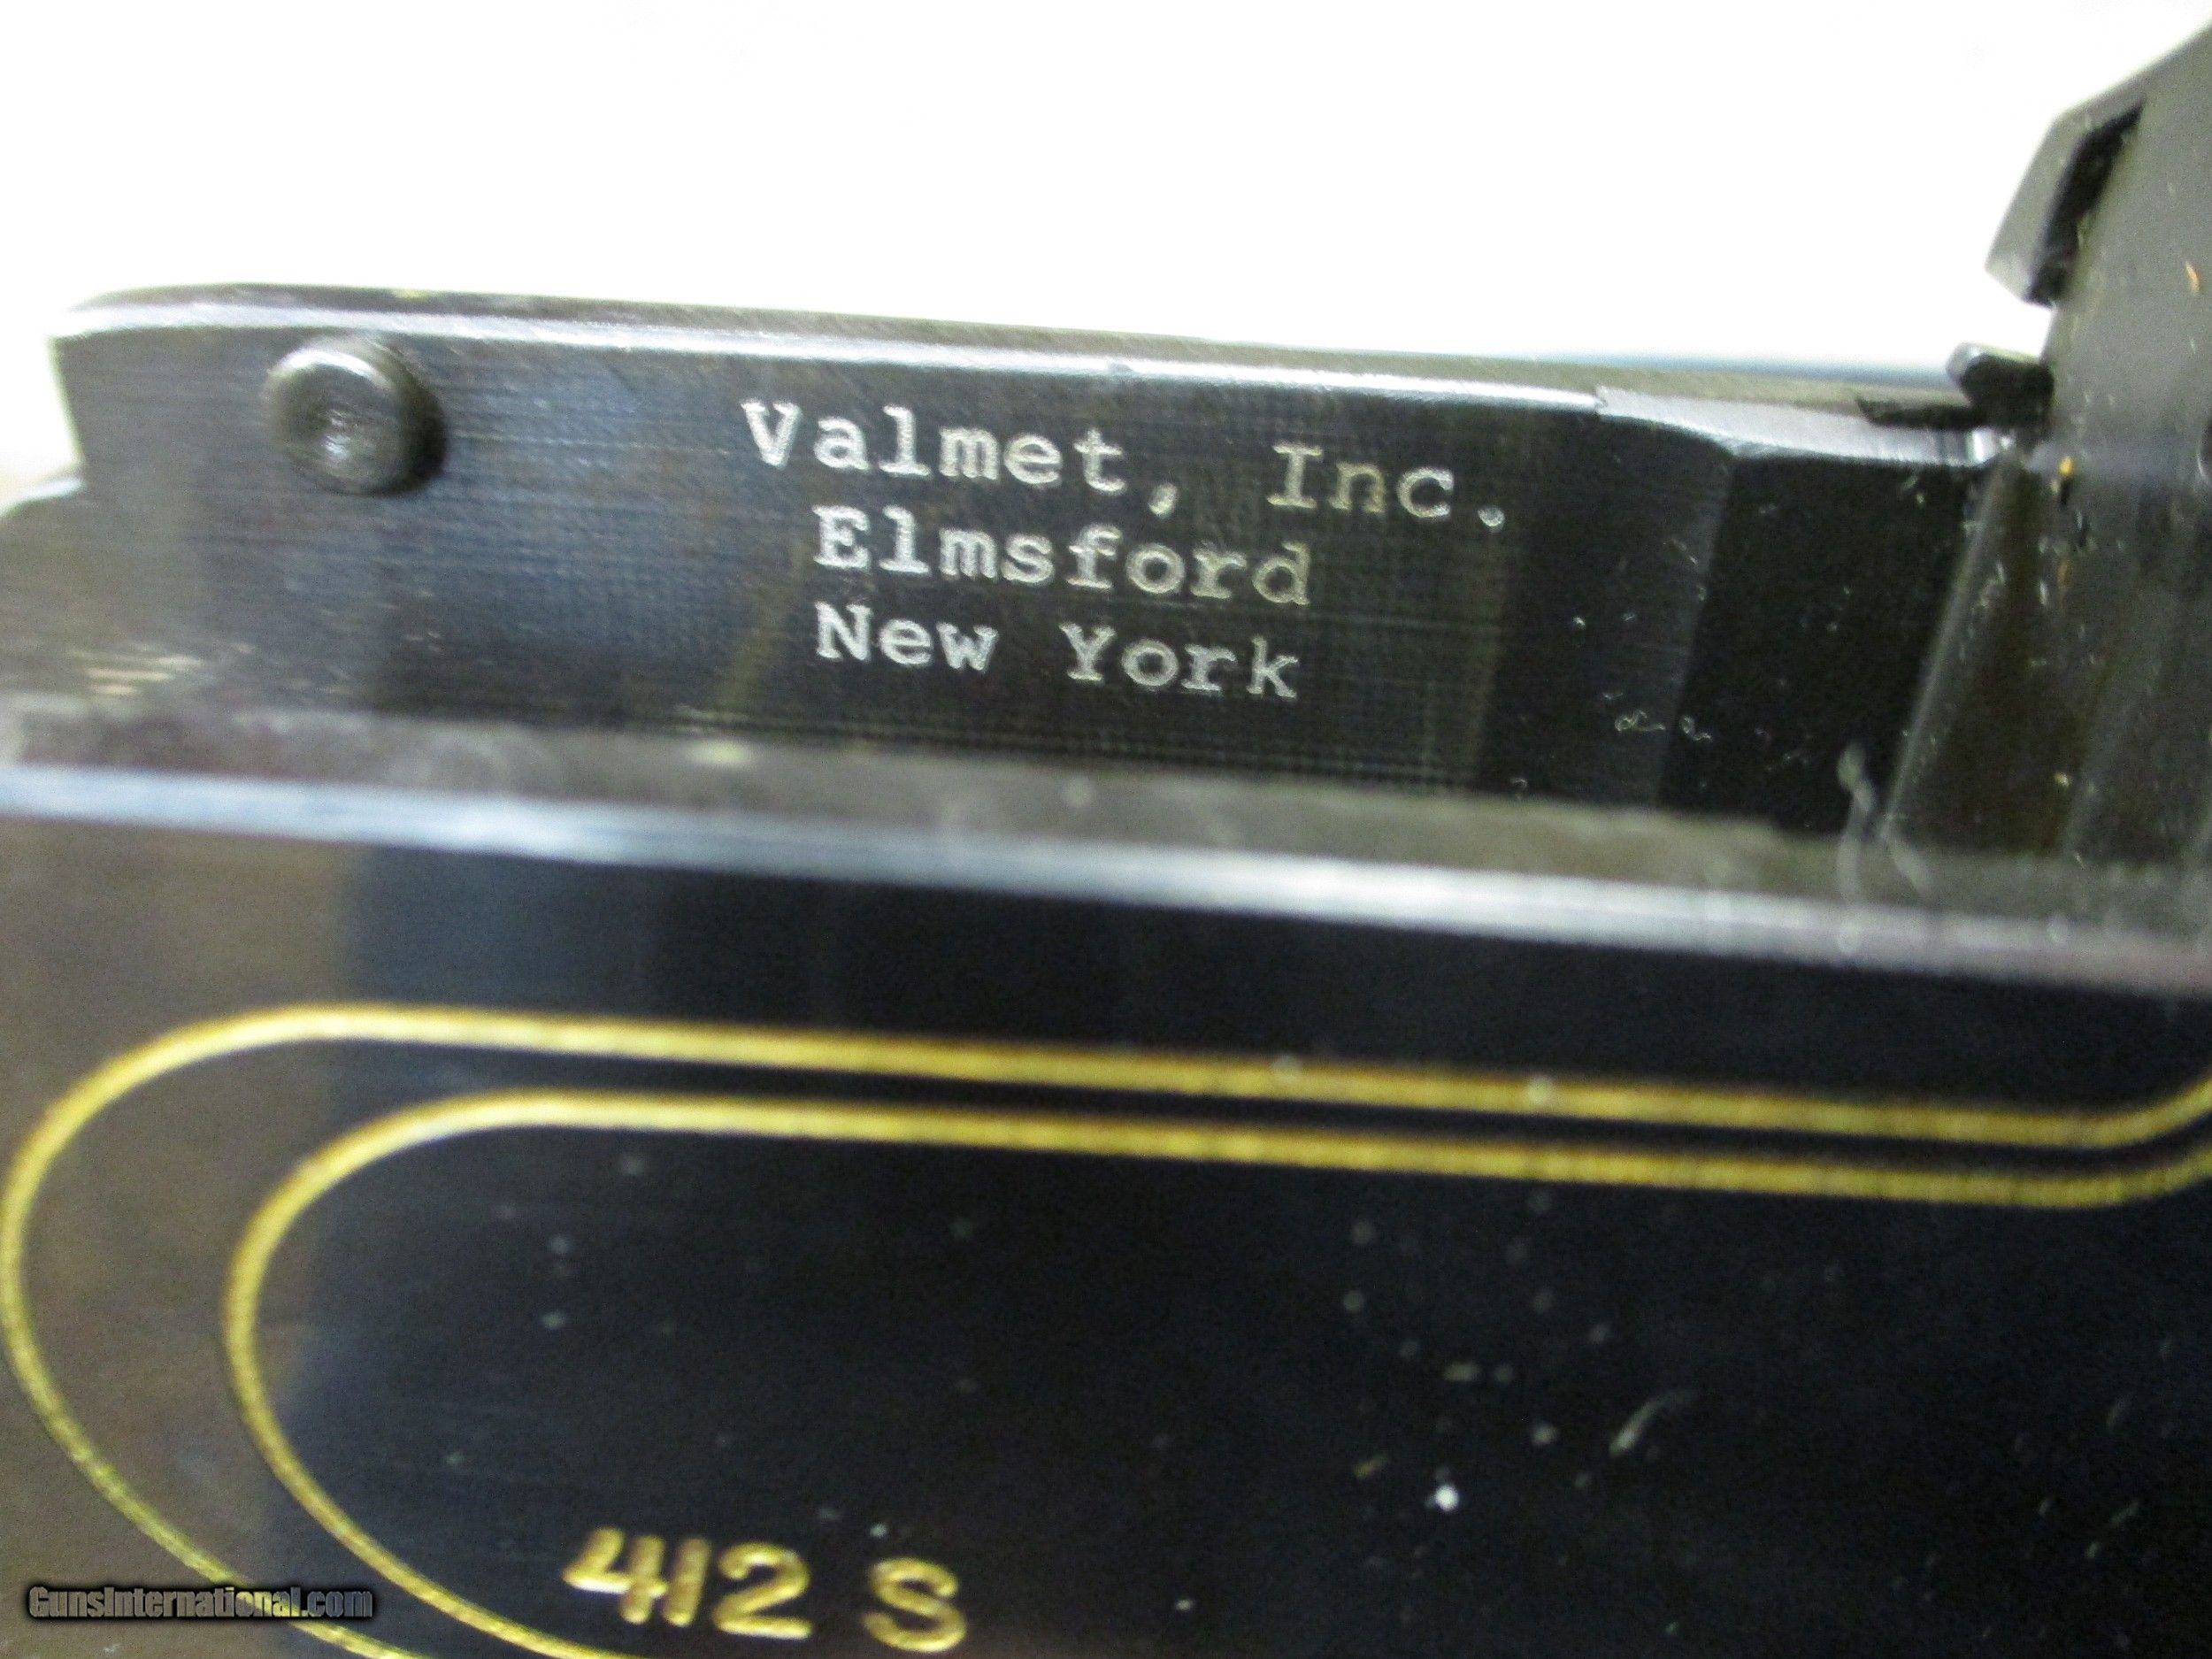 Valmet, Inc.
Elmsford
New York
412 S
GunsInternational.com